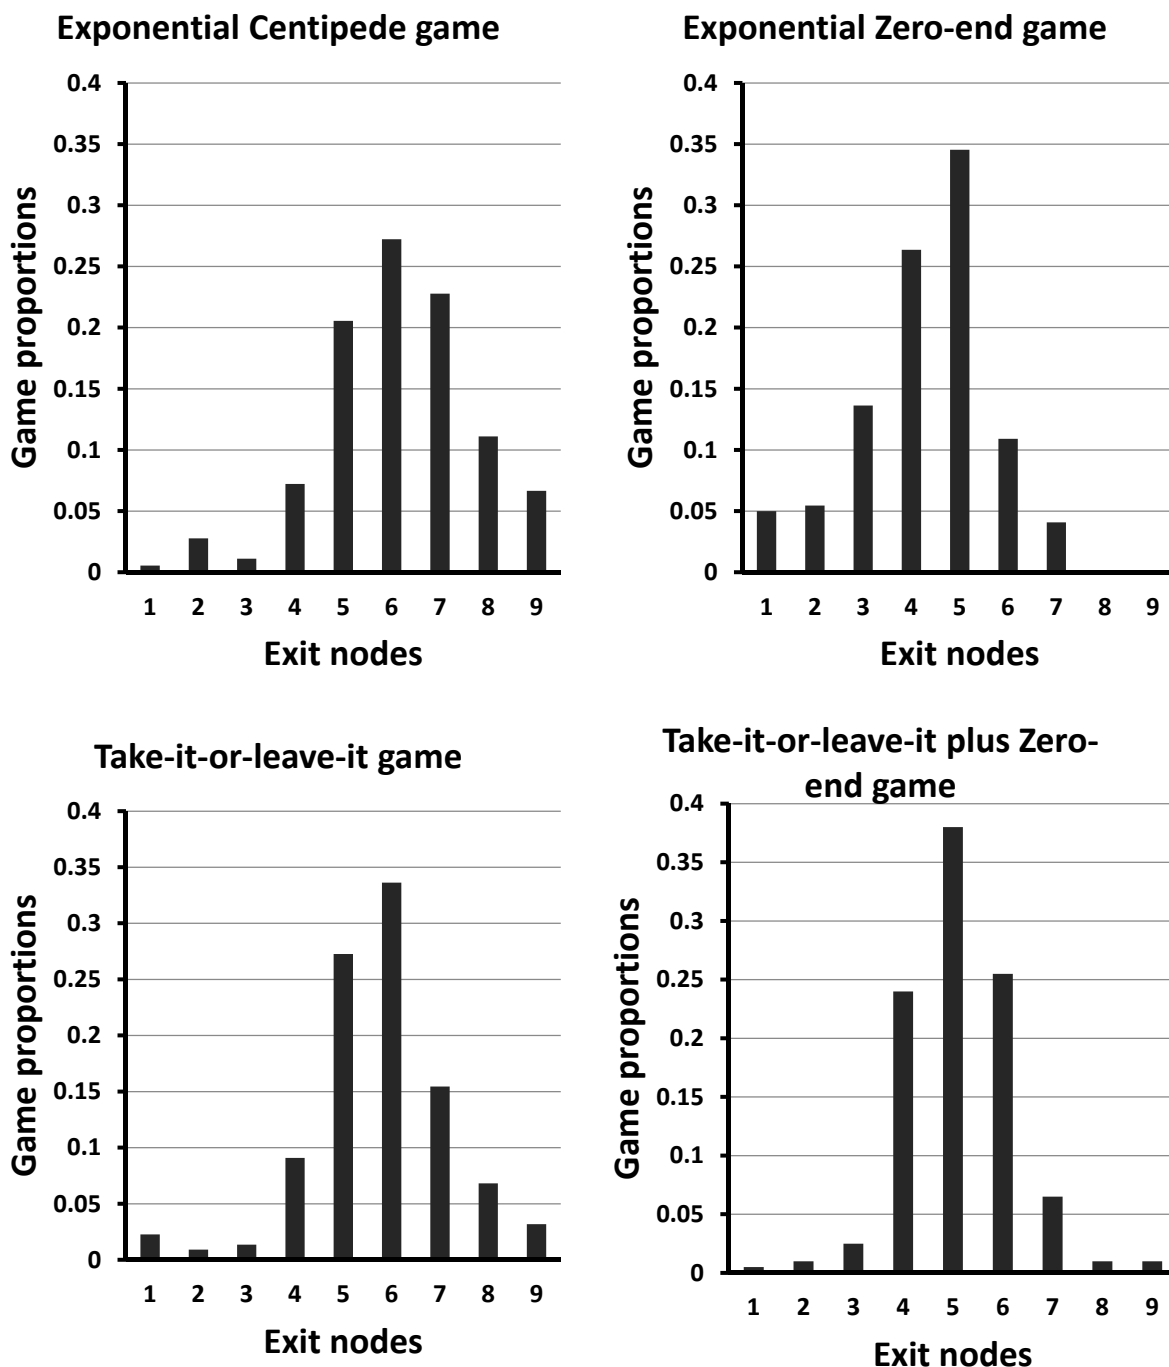 Exponential Centipede game
0.4
0.35
0.3
0.25
0.2
0.15
0.1
0.05
0
Game proportions
1 2 3 4 5 6 7 8 9
Exit nodes
Exponential Zero-end game
0.4
0.35
0.3
0.25
0.2
0.15
0.1
0.05
0
Game proportions
1 2 3 4 5 6 7 8 9
Exit nodes
Take-it-or-leave-it game
0.4
0.35
0.3
0.25
0.2
0.15
0.1
0.05
0
Game proportions
1 2 3 4 5 6 7 8 9
Exit nodes
Take-it-or-leave-it plus Zero-
end game
0.4
0.35
0.3
0.25
0.2
0.15
0.1
0.05
0
Game proportions
1 2 3 4 5 6 7 8 9
Exit nodes